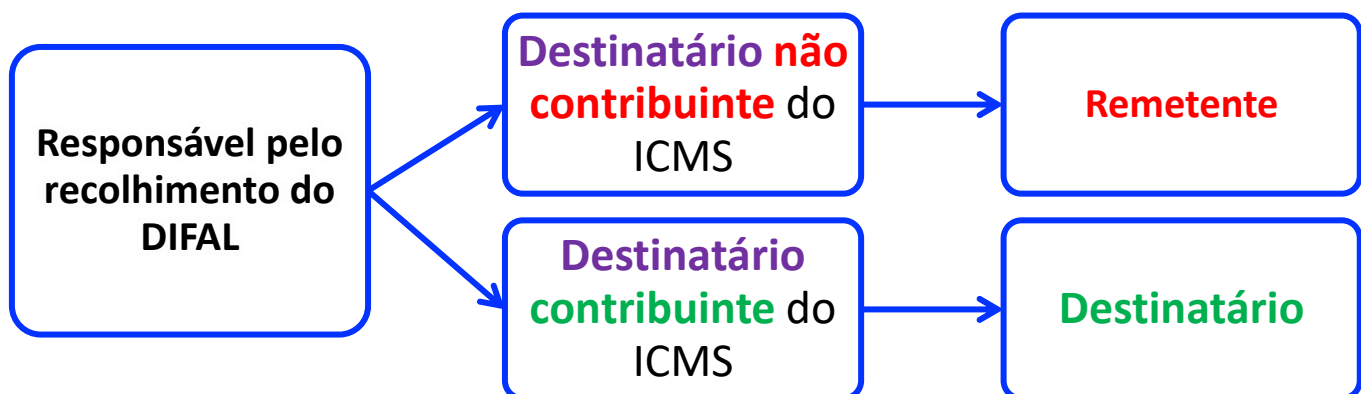 Responsável pelo
recolhimento do
DIFAL
Destinatário não
contribuinte do
ICMS
Remetente
Destinatário
contribuinte do
ICMS
Destinatário